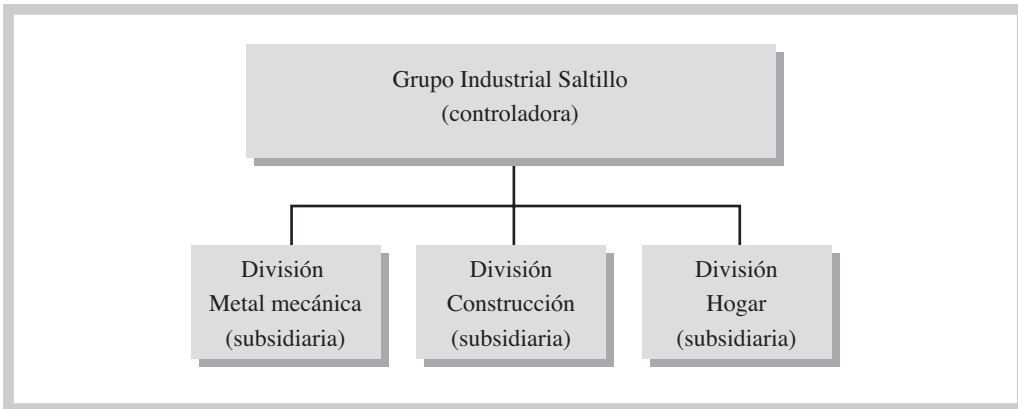 Grupo Industrial Saltillo
(controladora)
División
Metal mecánica
(subsidiaria)
División
Construcción
(subsidiaria)
División
Hogar
(subsidiaria)